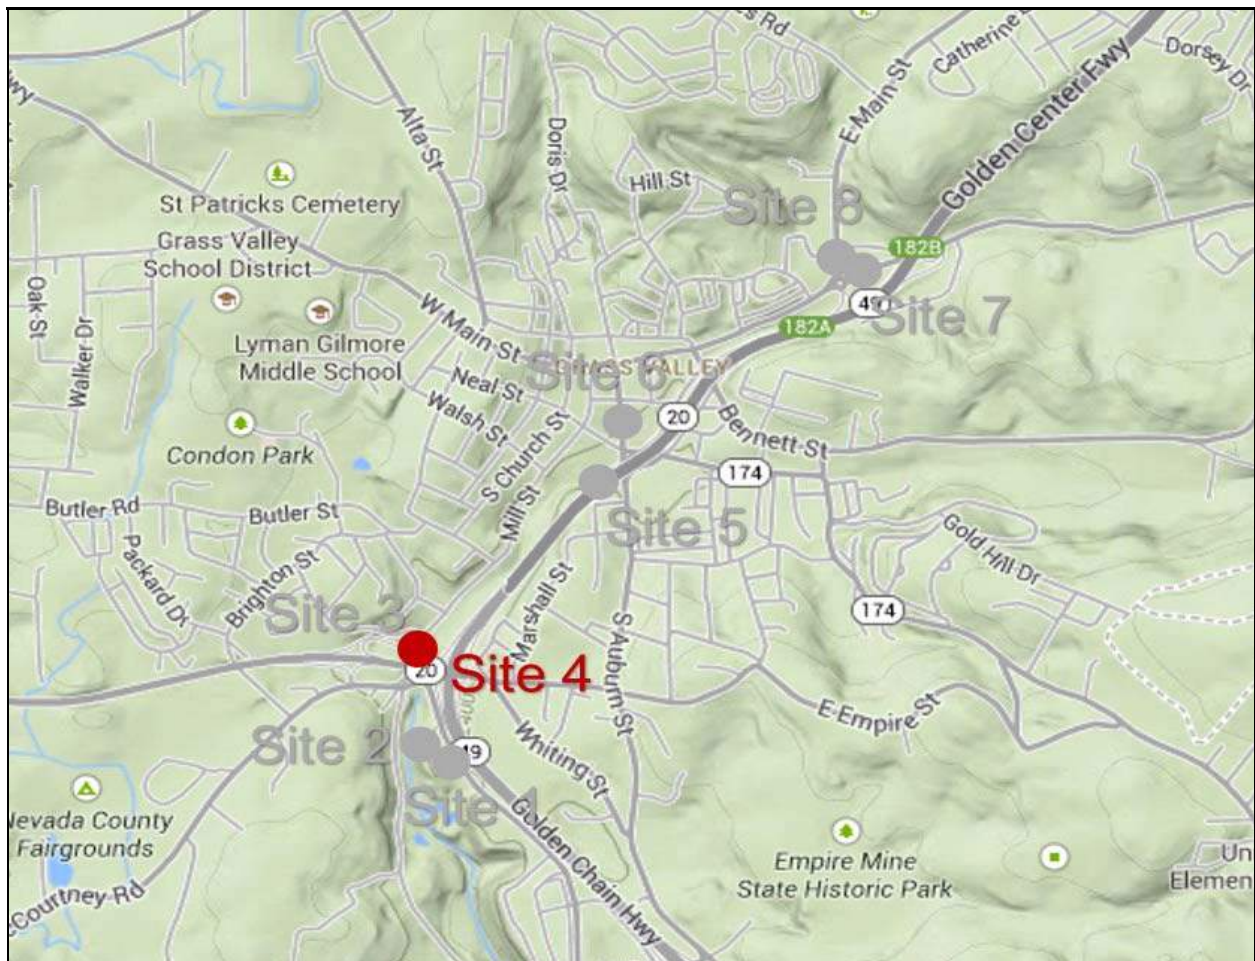 es Rd
Catherine
Dorsey Dr
E Main St
Golden Center Fwy
wy
Alta St
Doris Dr
Hill St
St Patricks Cemetery
Site 8
182B
Grass Valley
School District
Oak St
Walker Dr
W Main St
49
Site 7
182A
Lyman Gilmore
Middle School
GRASS VALLEY
Site 6
Neal St
Walsh St
S Church St
20
Bennett St
Condon Park
174
Mill St
Site 5
Butler Rd
Butler St
Gold Hill Dr
Packard Dr
Brighton St
Marshall St
174
Site 3
S Auburn St
20
Site 4
E Empire St
Site 2
49
Whiting St
Site 1
Golden Chain Hwy
Nevada County
Fairgrounds
Empire Mine
State Historic Park
Un
Elemen
cCourtney Rd